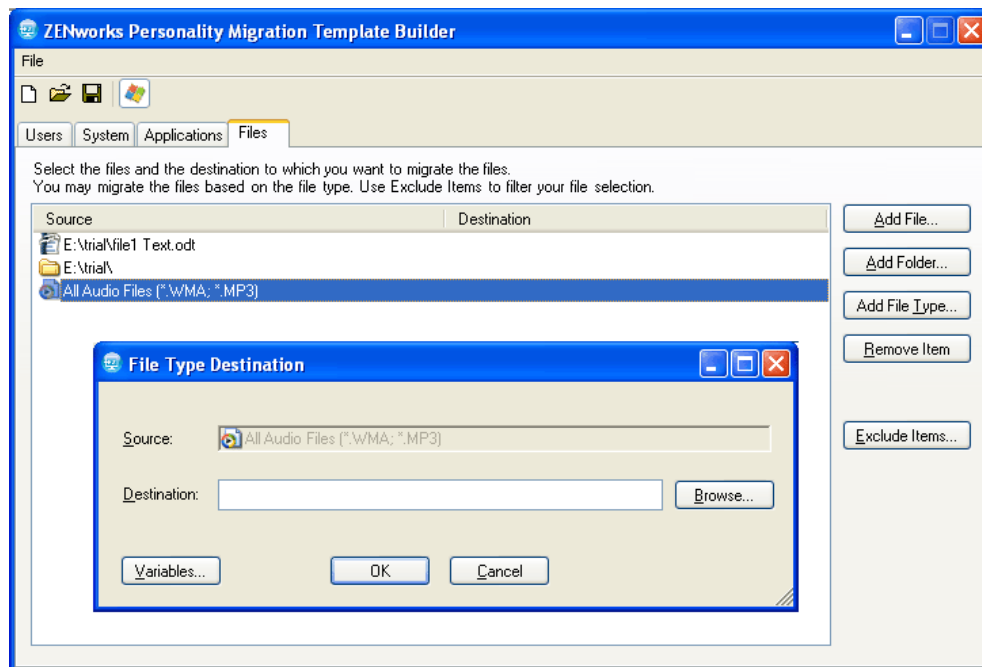 ZENworks Personality Migration Template Builder
File
Users System Applications Files
Select the files and the destination to which you want to migrate the files.
You may migrate the files based on the file type. Use Exclude Items to filter your file selection.
Source Destination
E:\trial\file1 Text.odt
E:\trial\
All Audio Files (*.WMA; *.MP3)
Add File...
Add Folder...
Add File Type...
Remove Item
Exclude Items...
File Type Destination
Source: All Audio Files (*.WMA; *.MP3)
Destination: Browse...
Variables... OK Cancel